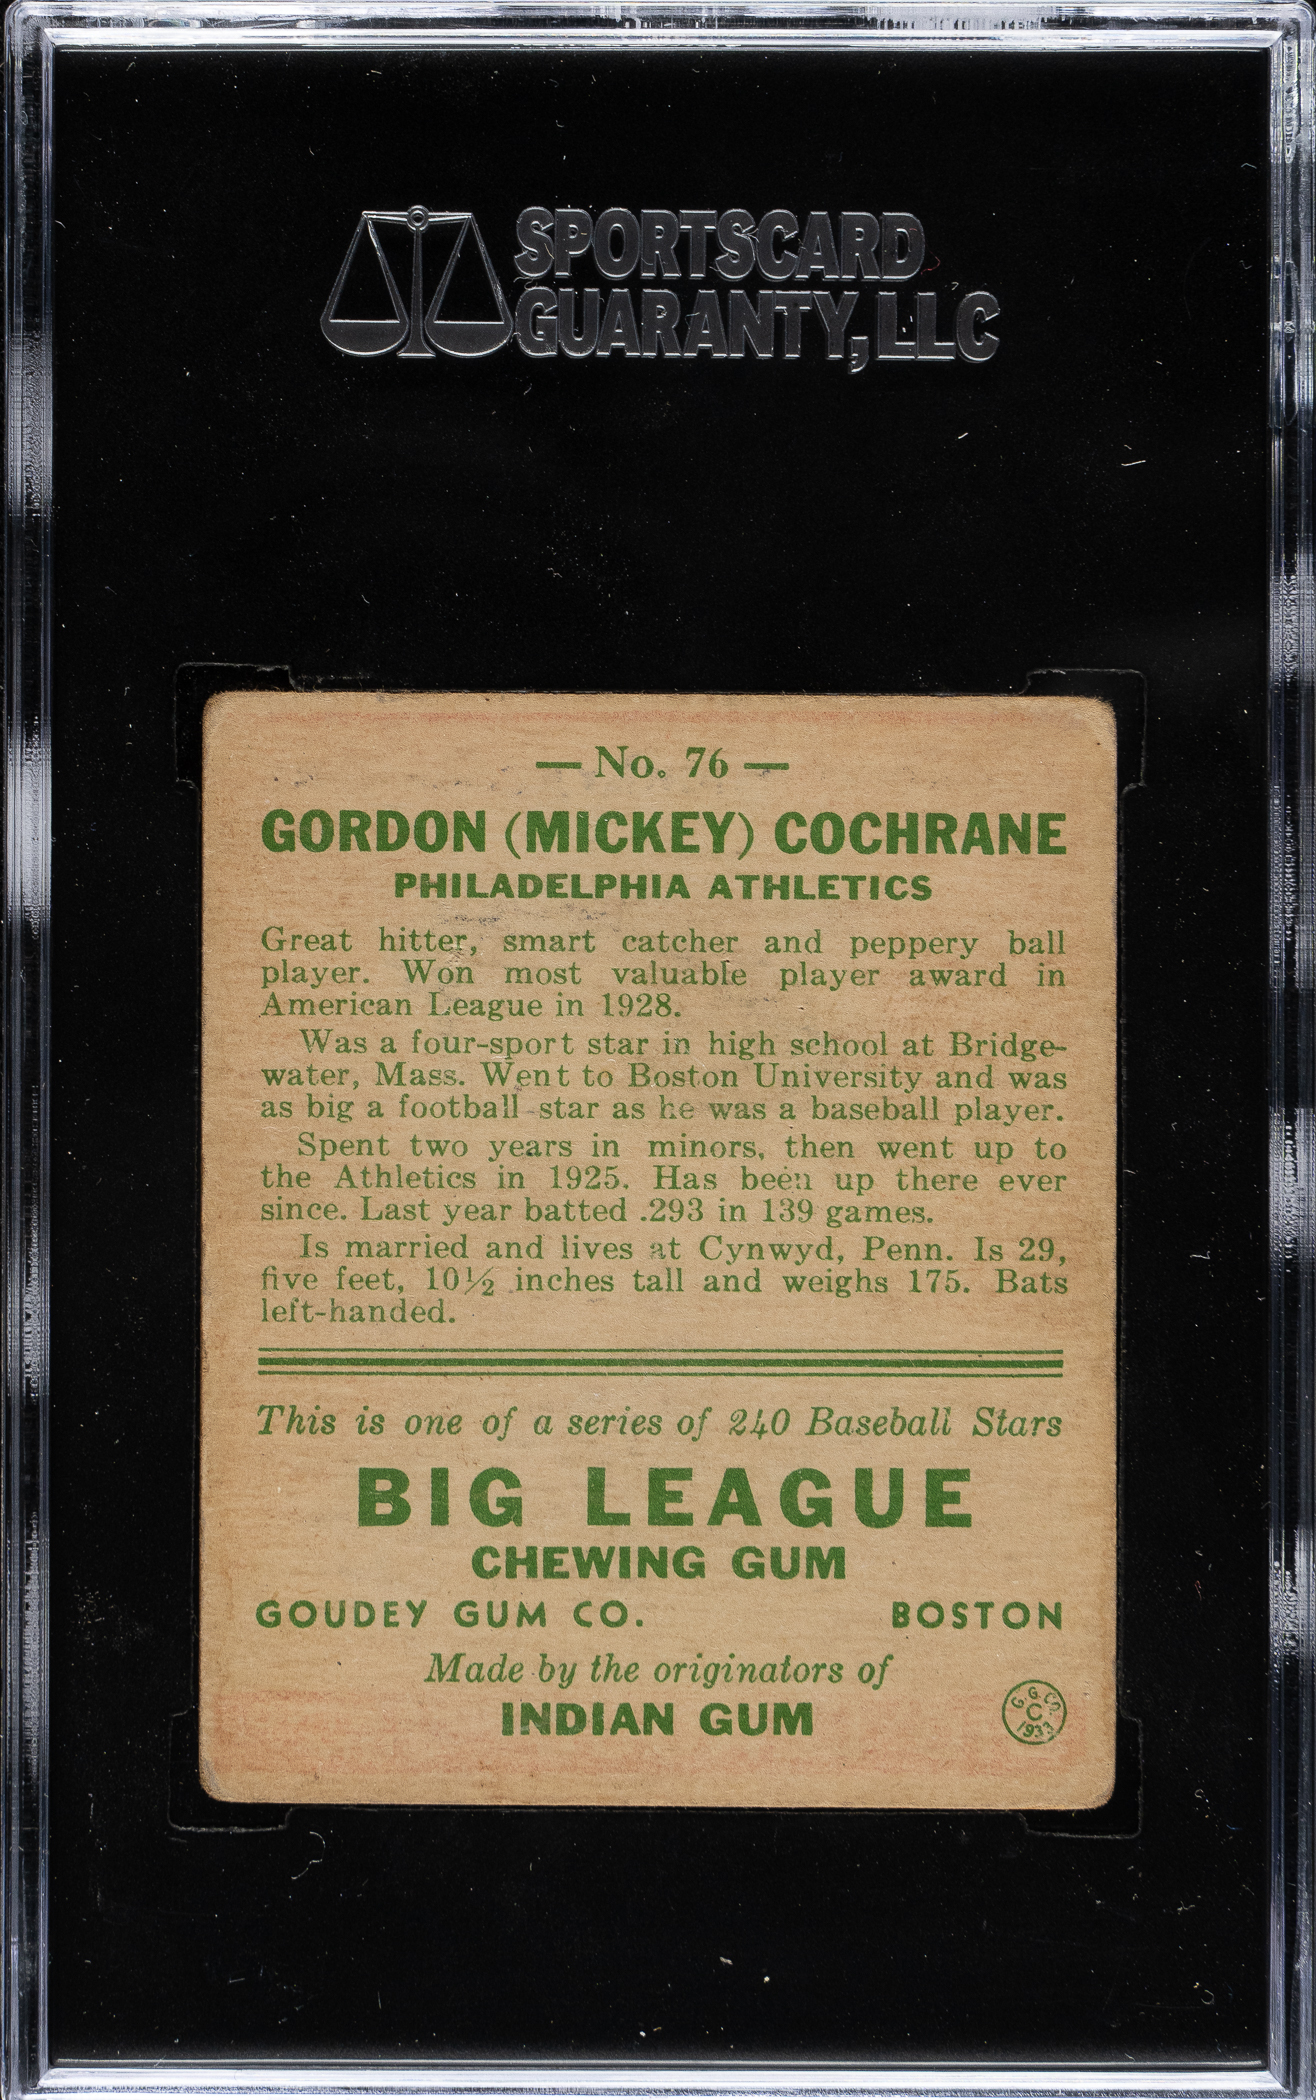 SPORTSCARD
GUARANTY, LLC
— No. 76 —
GORDON (MICKEY) COCHRANE
PHILADELPHIA ATHLETICS
Great hitter, smart catcher and peppery ball
player. Won most valuable player award in
American League in 1928.
Was a four-sport star in high school at Bridge-
water, Mass. Went to Boston University and was
as big a football star as he was a baseball player.
Spent two years in minors, then went up to
the Athletics in 1925. Has been up there ever
since. Last year batted .293 in 139 games.
Is married and lives at Cynwyd, Penn. Is 29,
five feet, 10½ inches tall and weighs 175. Bats
left-handed.
This is one of a series of 240 Baseball Stars
BIG LEAGUE
CHEWING GUM
GOUDEY GUM CO. BOSTON
Made by the originators of
INDIAN GUM
G. G. CO.
C
1933